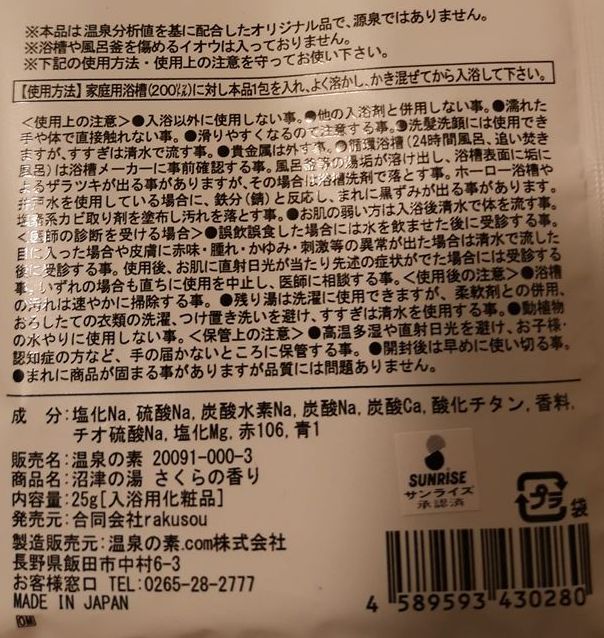 ※本品は温泉分析値を基に配合したオリジナル品で、源泉ではありません。
※浴槽や風呂釜を傷めるイオウは入っておりません。
※下記の使用方法・使用上の注意を守ってお使い下さい。
【使用方法】家庭用浴槽(200㍑)に対し本品1包を入れ、よく溶かし、かき混ぜてから入浴して下さい。
＜使用上の注意＞●入浴以外に使用しない事。●他の入浴剤と併用しない事。●濡れた
手や体で直接触れない事。●滑りやすくなるので注意する事。●洗髪洗顔には使用でき
ますが、すすぎは清水で流す事。●貴金属は外す事。●循環浴槽(24時間風呂、追い焚き
風呂)は浴槽メーカーに事前確認する事。風呂釜等の湯垢が溶け出し、浴槽表面に垢に
よるザラツキが出る事がありますが、その場合は浴槽洗剤で落とす事。ホーロー浴槽や
井戸水を使用している場合に、鉄分(錆)と反応し、まれに黒ずみが出る事があります。
塩素系カビ取り剤を塗布し汚れを落とす事。●お肌の弱い方は入浴後清水で体を流す事。
＜医師の診断を受ける場合＞●誤飲誤食した場合には水を飲ませた後に受診する事。
目に入った場合や皮膚に赤味・腫れ・かゆみ・刺激等の異常が出た場合は清水で流した
後に受診する事。使用後、お肌に直射日光が当たり先述の症状がでた場合には受診する
事。いずれの場合も直ちに使用を中止し、医師に相談する事。＜使用後の注意＞●浴槽
の汚れは速やかに掃除する事。●残り湯は洗濯に使用できますが、柔軟剤との併用、
おろしたての衣類の洗濯、つけ置き洗いを避け、すすぎは清水を使用する事。●動植物
の水やりに使用しない事。＜保管上の注意＞●高温多湿や直射日光を避け、お子様・
認知症の方など、手の届かないところに保管する事。●開封後は早めに使い切る事。
●まれに商品が固まる事がありますが品質には問題ありません。
成　分:塩化Na, 硫酸Na, 炭酸水素Na, 炭酸Na, 炭酸Ca, 酸化チタン, 香料,
チオ硫酸Na, 塩化Mg, 赤106, 青1
販売名:温泉の素 20091-000-3
商品名:沼津の湯 さくらの香り
内容量:25g[入浴用化粧品]
発売元:合同会社rakusou
製造販売元:温泉の素.com株式会社
長野県飯田市中村6-3
お客様窓口 TEL:0265-28-2777
MADE IN JAPAN
OMI
SUNRiSE
サンライズ
承認済
プラ
袋
4 589593 430280